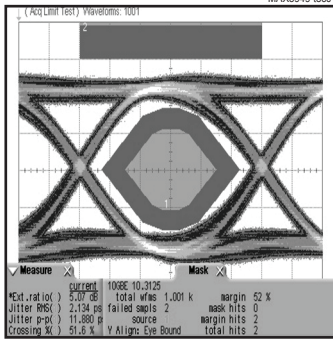 ( Acq Limit Test ) Waveforms: 1001
2
1
Measure X Mask X
current 10GBE 10.3125
*Ext.ratio( ) 5.07 dB total wfms 1.001 k margin 52 %
Jitter RMS( ) 2.134 ps failed smpls 2 mask hits 0
Jitter p-p( ) 11.880 p source margin hits 2
Crossing %( ) 51.6 % Y Align: Eye Bound total hits 2